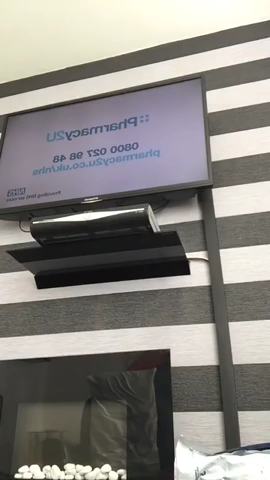 Pharmacy2U
0800 027 98 48
pharmacy2u.co.uk/nhs
NHS
Providing NHS services